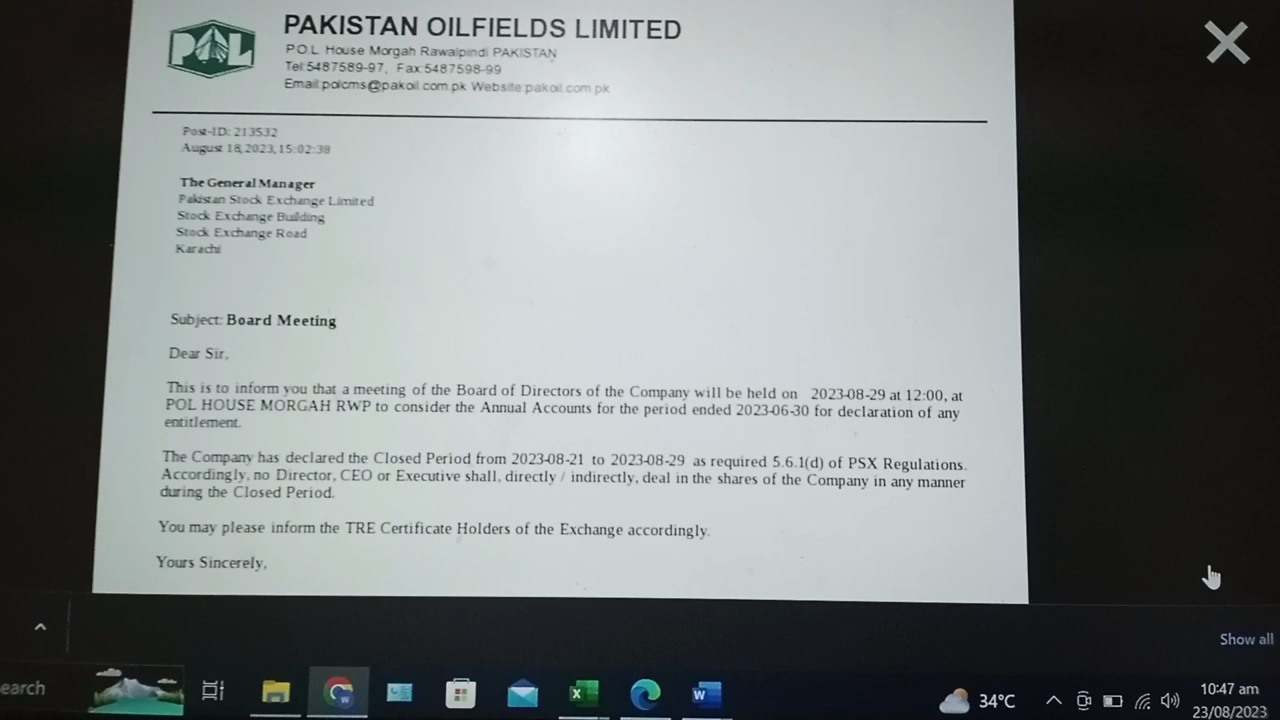 POL
PAKISTAN OILFIELDS LIMITED
P.O.L. House Morgah Rawalpindi PAKISTAN
Tel:5487589-97, Fax:5487598-99
Email:polcms@pakoil.com.pk Website:pakoil.com.pk
Post-ID: 213532
August 18,2023, 15:02:38
The General Manager
Pakistan Stock Exchange Limited
Stock Exchange Building
Stock Exchange Road
Karachi
Subject: Board Meeting
Dear Sir,
This is to inform you that a meeting of the Board of Directors of the Company will be held on 2023-08-29 at 12:00, at
POL HOUSE MORGAH RWP to consider the Annual Accounts for the period ended 2023-06-30 for declaration of any
entitlement.
The Company has declared the Closed Period from 2023-08-21 to 2023-08-29 as required 5.6.1(d) of PSX Regulations.
Accordingly, no Director, CEO or Executive shall, directly / indirectly, deal in the shares of the Company in any manner
during the Closed Period.
You may please inform the TRE Certificate Holders of the Exchange accordingly.
Yours Sincerely,
Show all
earch
34°C
10:47 am
23/08/2023